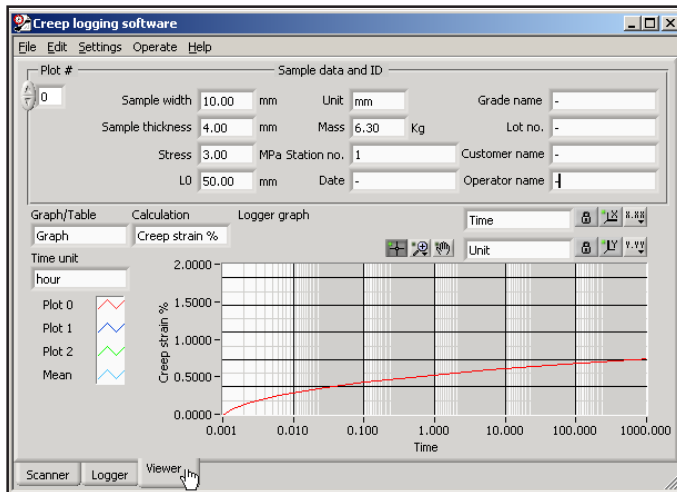 Creep logging software
File Edit Settings Operate Help
Plot # Sample data and ID
0 Sample width 10.00 mm Unit mm Grade name -
Sample thickness 4.00 mm Mass 6.30 Kg Lot no. -
Stress 3.00 MPa Station no. 1 Customer name -
L0 50.00 mm Date - Operator name -
Graph/Table Calculation Logger graph Time X X.XX
Graph Creep strain % Unit Y Y.YY
Time unit
hour
Plot 0
Plot 1
Plot 2
Mean
Creep strain %
2.0000
1.5000
1.0000
0.5000
0.0000
0.001 0.010 0.100 1.000 10.000 100.000 1000.000
Time
Scanner Logger Viewer